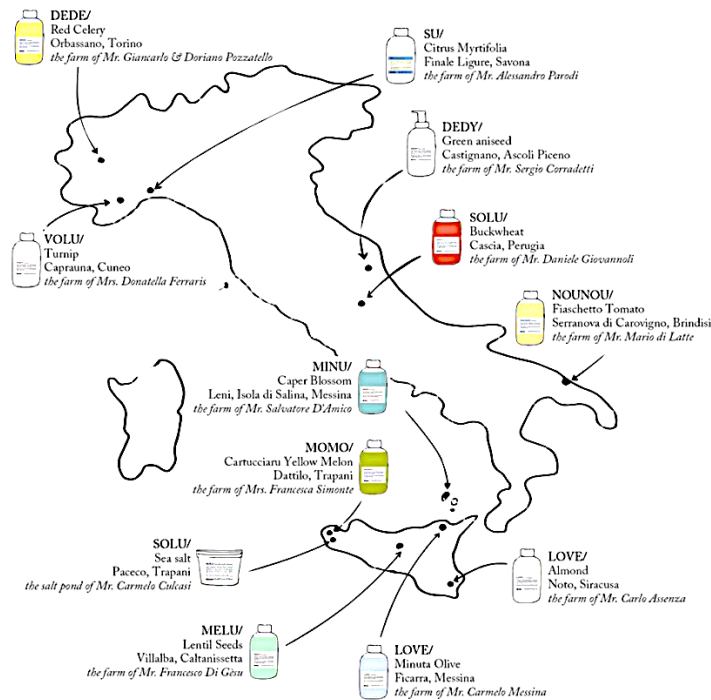 DEDE/
Red Celery
Orbassano, Torino
the farm of Mr. Giancarlo & Doriano Pozzatello
SU/
Citrus Myrtifolia
Finale Ligure, Savona
the farm of Mr. Alessandro Parodi
DEDY/
Green aniseed
Castignano, Ascoli Piceno
the farm of Mr. Sergio Corradetti
SOLU/
Buckwheat
Cascia, Perugia
the farm of Mr. Daniele Giovannoli
VOLU/
Turnip
Caprauna, Cuneo
the farm of Mrs. Donatella Ferraris
NOUNOU/
Fiaschetto Tomato
Serranova di Carovigno, Brindisi
the farm of Mr. Mario di Latte
MINU/
Caper Blossom
Leni, Isola di Salina, Messina
the farm of Mr. Salvatore D'Amico
MOMO/
Cartucciaru Yellow Melon
Dattilo, Trapani
the farm of Mrs. Francesca Simonte
SOLU/
Sea salt
Paceco, Trapani
the salt pond of Mr. Carmelo Culcasi
LOVE/
Almond
Noto, Siracusa
the farm of Mr. Carlo Assenza
MELU/
Lentil Seeds
Villalba, Caltanissetta
the farm of Mr. Francesco Di Gèsu
LOVE/
Minuta Olive
Ficarra, Messina
the farm of Mr. Carmelo Messina